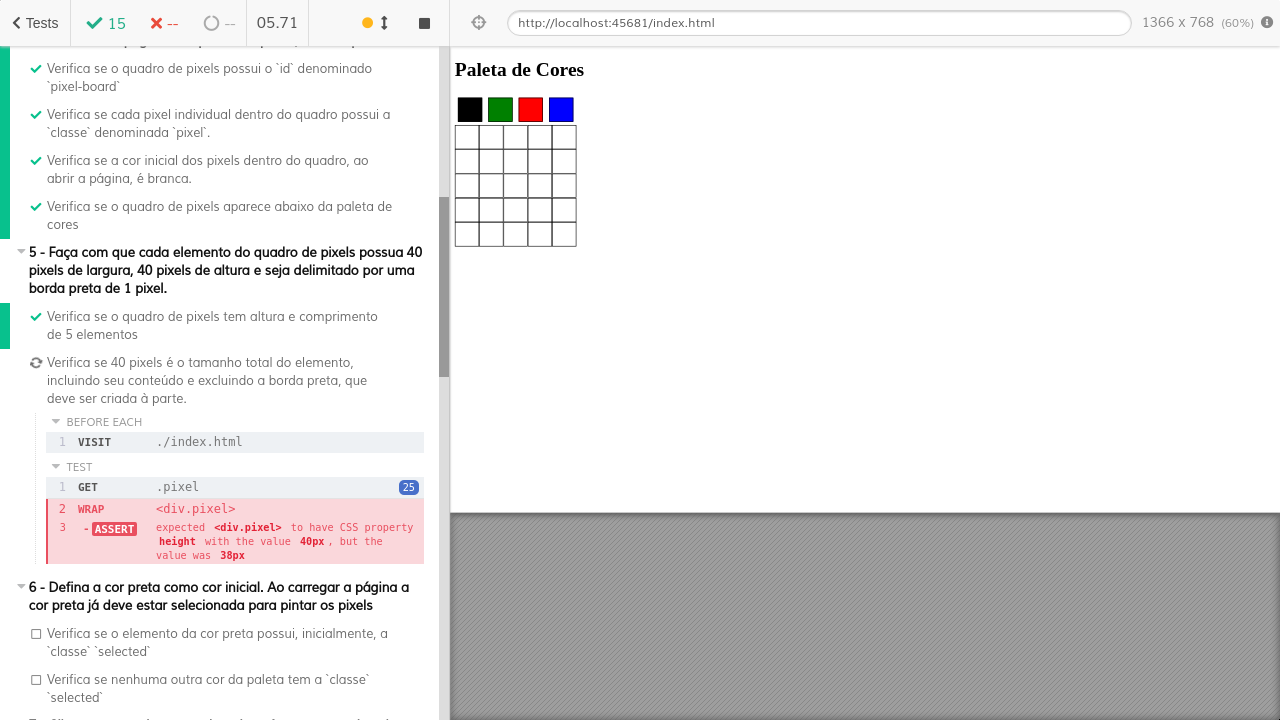 Tests 15 -- -- 05.71 http://localhost:45681/index.html 1366 x 768 (60%)
Verifica se o quadro de pixels possui o `id` denominado
`pixel-board`
Verifica se cada pixel individual dentro do quadro possui a
`classe` denominada `pixel`.
Verifica se a cor inicial dos pixels dentro do quadro, ao
abrir a página, é branca.
Verifica se o quadro de pixels aparece abaixo da paleta de
cores
5 - Faça com que cada elemento do quadro de pixels possua 40
pixels de largura, 40 pixels de altura e seja delimitado por uma
borda preta de 1 pixel.
Verifica se o quadro de pixels tem altura e comprimento
de 5 elementos
Verifica se 40 pixels é o tamanho total do elemento,
incluindo seu conteúdo e excluindo a borda preta, que
deve ser criada à parte.
BEFORE EACH
1 VISIT ./index.html
TEST
1 GET .pixel 25
2 WRAP <div.pixel>
3 -ASSERT expected <div.pixel> to have CSS property
height with the value 40px, but the
value was 38px
6 - Defina a cor preta como cor inicial. Ao carregar a página a
cor preta já deve estar selecionada para pintar os pixels
Verifica se o elemento da cor preta possui, inicialmente, a
`classe` `selected`
Verifica se nenhuma outra cor da paleta tem a `classe`
`selected`
Paleta de Cores